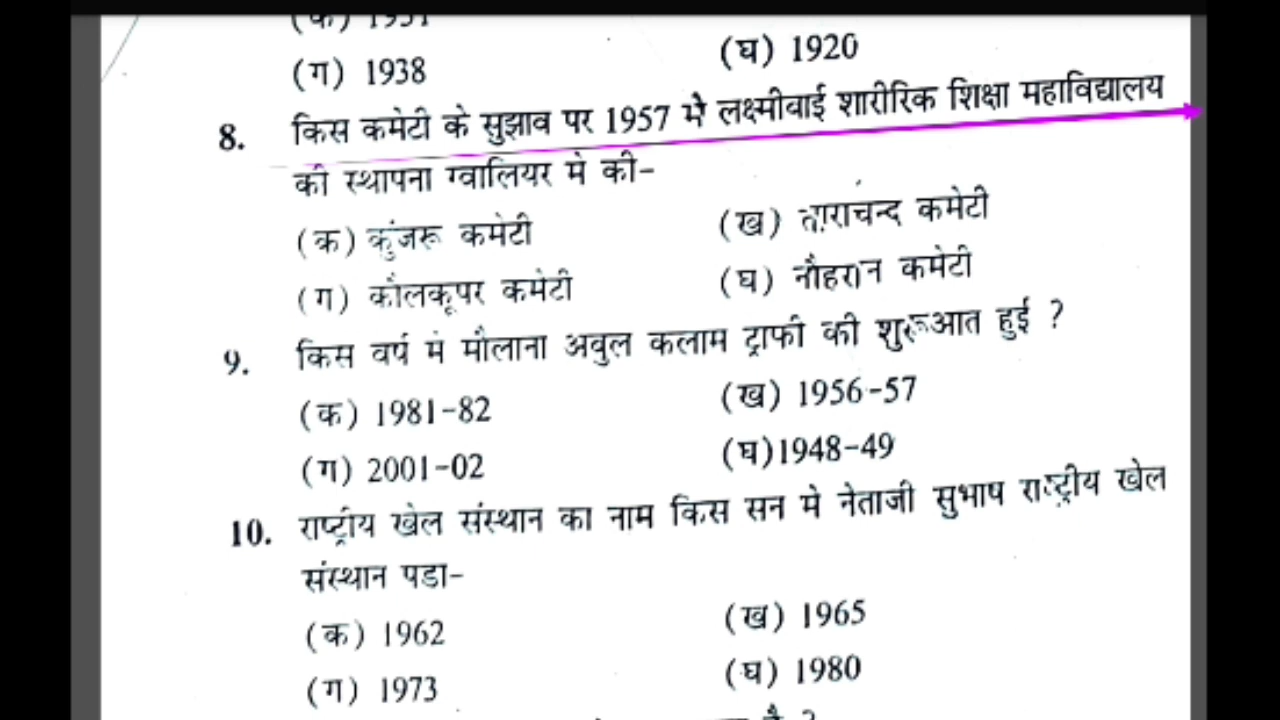 (क) 1951
(ग) 1938 (घ) 1920
8. किस कमेटी के सुझाव पर 1957 में लक्ष्मीवाई शारीरिक शिक्षा महाविद्यालय
की स्थापना ग्वालियर मे की-
(क) कुंजरू कमेटी (ख) ताराचन्द कमेटी
(ग) कौलकूपर कमेटी (घ) नौहरान कमेटी
9. किस वर्ष में मौलाना अवुल कलाम ट्राफी की शुरूआत हुई ?
(क) 1981-82 (ख) 1956-57
(ग) 2001-02 (घ) 1948-49
10. राष्ट्रीय खेल संस्थान का नाम किस सन मे नेताजी सुभाष राष्ट्रीय खेल
संस्थान पडा-
(क) 1962 (ख) 1965
(ग) 1973 (घ) 1980